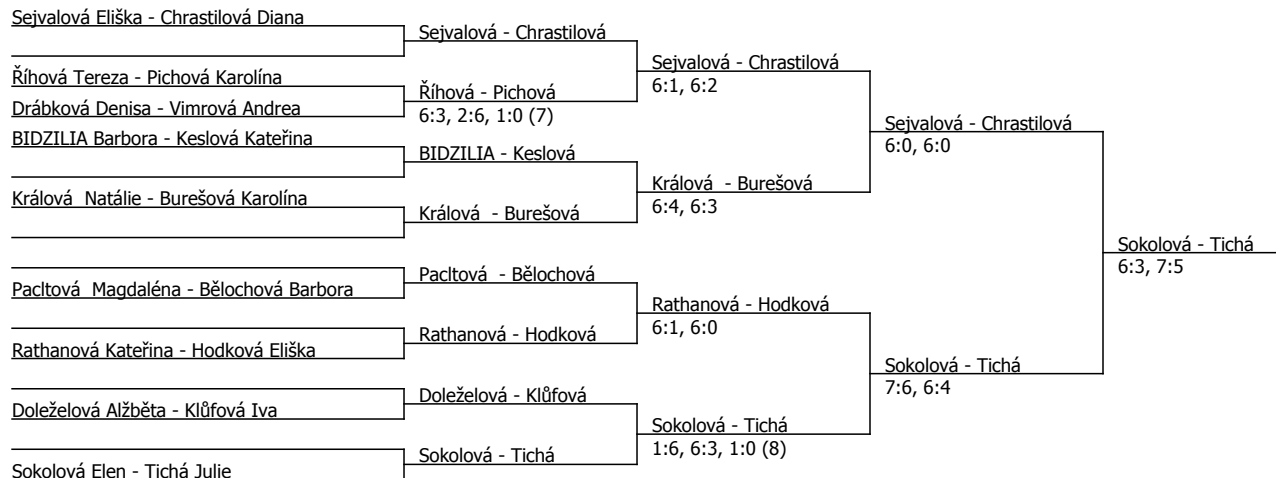 Sejvalová Eliška - Chrastilová Diana
Říhová Tereza - Pichová Karolína
Drábková Denisa - Vimrová Andrea
BIDZILIA Barbora - Keslová Kateřina
Králová  Natálie - Burešová Karolína
Pacltová  Magdaléna - Bělochová Barbora
Rathanová Kateřina - Hodková Eliška
Doleželová Alžběta - Klůfová Iva
Sokolová Elen - Tichá Julie
Sejvalová - Chrastilová
Říhová - Pichová
6:3, 2:6, 1:0 (7)
BIDZILIA - Keslová
Králová  - Burešová
Pacltová  - Bělochová
Rathanová - Hodková
Doleželová - Klůfová
Sokolová - Tichá
Sejvalová - Chrastilová
6:1, 6:2
Králová  - Burešová
6:4, 6:3
Rathanová - Hodková
6:1, 6:0
Sokolová - Tichá
1:6, 6:3, 1:0 (8)
Sejvalová - Chrastilová
6:0, 6:0
Sokolová - Tichá
7:6, 6:4
Sokolová - Tichá
6:3, 7:5